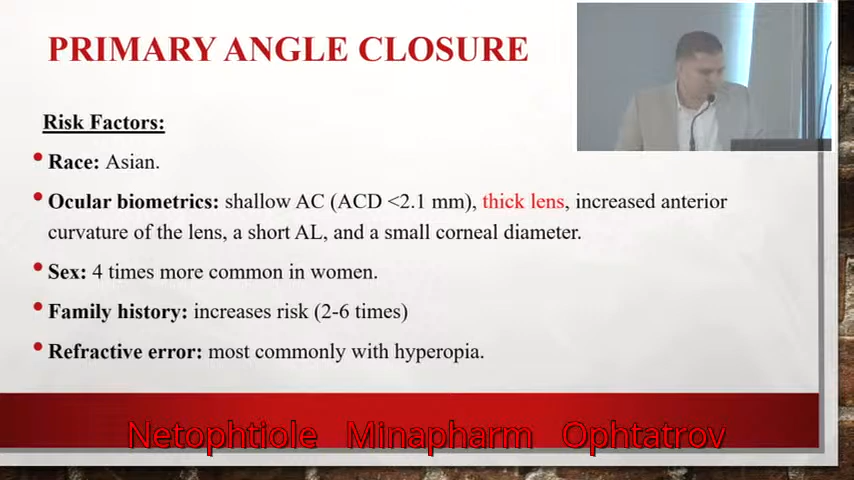 PRIMARY ANGLE CLOSURE
Risk Factors:
• Race: Asian.
• Ocular biometrics: shallow AC (ACD <2.1 mm), thick lens, increased anterior
curvature of the lens, a short AL, and a small corneal diameter.
• Sex: 4 times more common in women.
• Family history: increases risk (2-6 times)
• Refractive error: most commonly with hyperopia.
Netophtiole Minapharm Ophtatrov